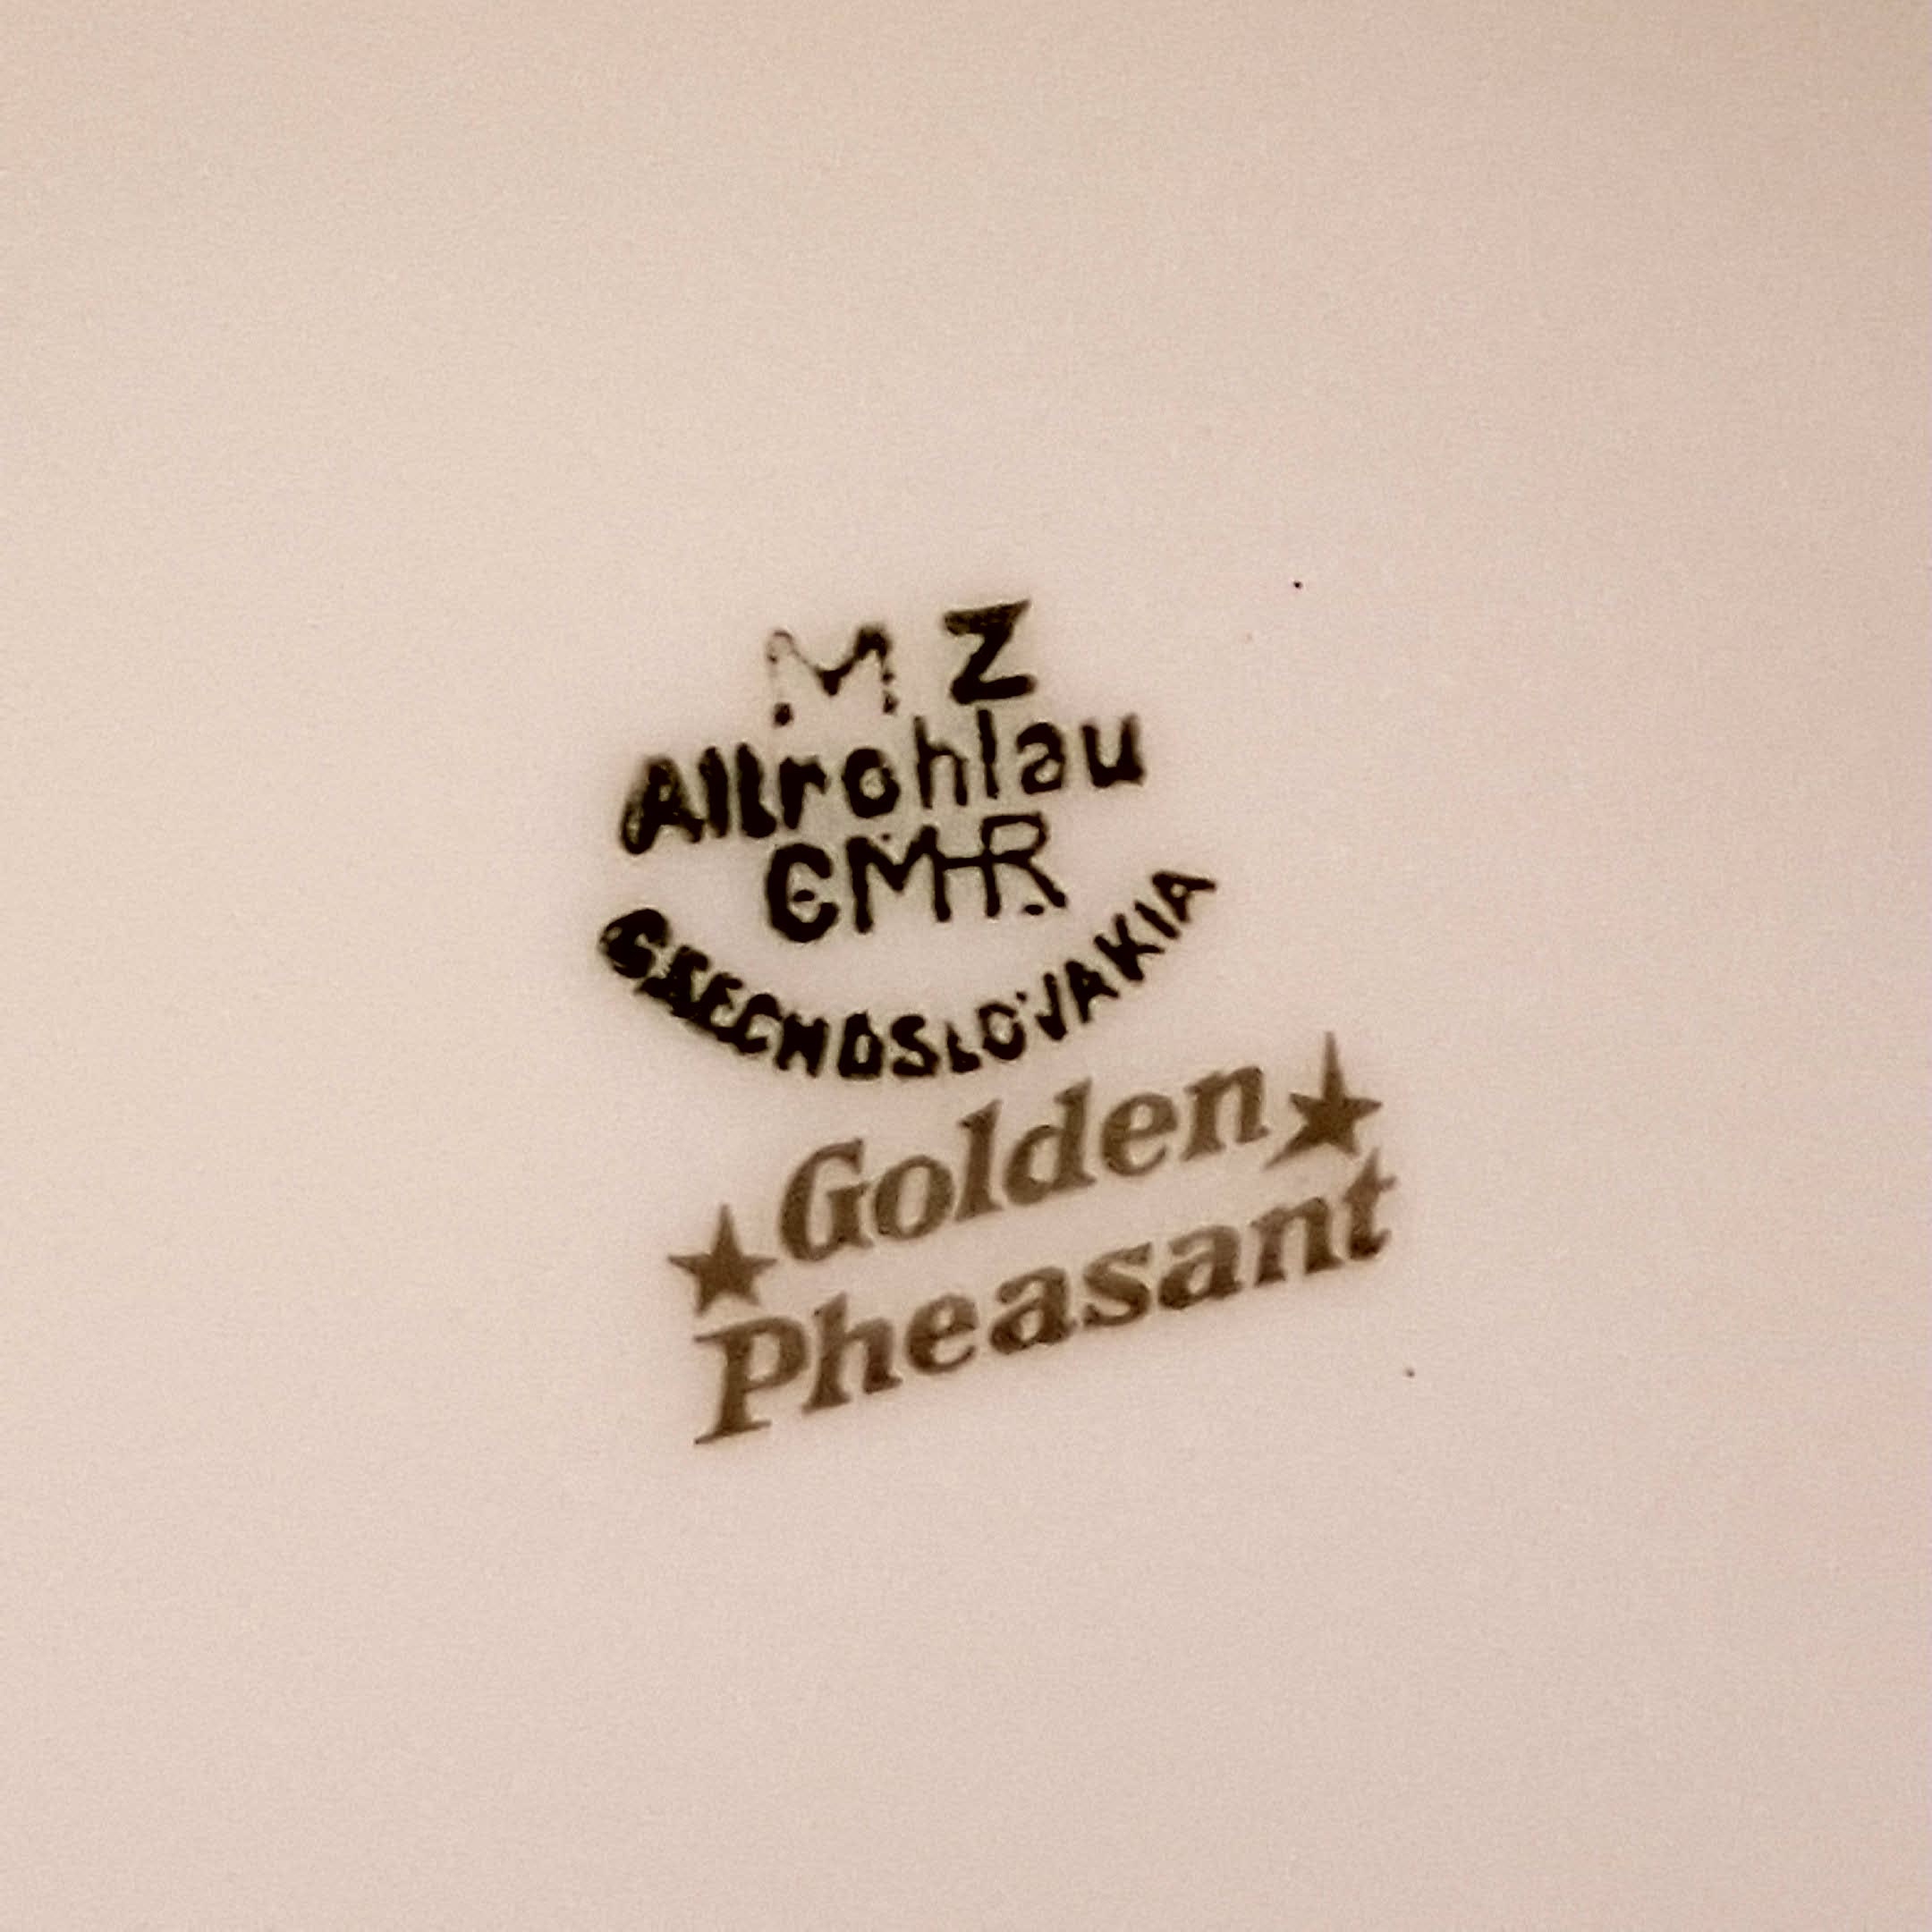 M Z
Altrohlau
CMR
CZECHOSLOVAKIA
★Golden★
Pheasant